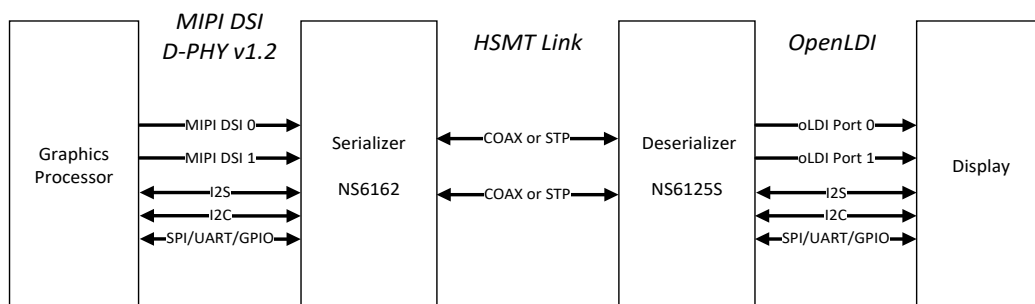 MIPI DSI
D-PHY v1.2
HSMT Link
OpenLDI
Graphics
Processor
MIPI DSI 0
MIPI DSI 1
I2S
I2C
SPI/UART/GPIO
Serializer
NS6162
COAX or STP
COAX or STP
Deserializer
NS6125S
oLDI Port 0
oLDI Port 1
I2S
I2C
SPI/UART/GPIO
Display